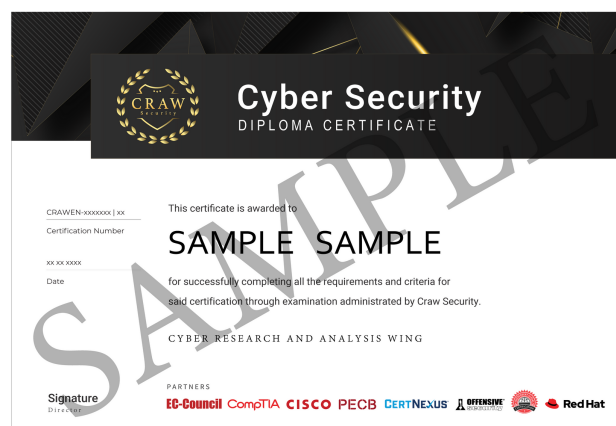 CRAW
Security
Cyber Security
DIPLOMA CERTIFICATE
CRAWEN-xxxxxxx | xx
Certification Number
xx xx xxxx
Date
This certificate is awarded to
SAMPLE SAMPLE
for successfully completing all the requirements and criteria for
said certification through examination administrated by Craw Security.
CYBER RESEARCH AND ANALYSIS WING
Signature
Director
PARTNERS
EC-Council CompTIA CISCO PECB CERTNEXUS OFFENSIVE security Red Hat
SAMPLE